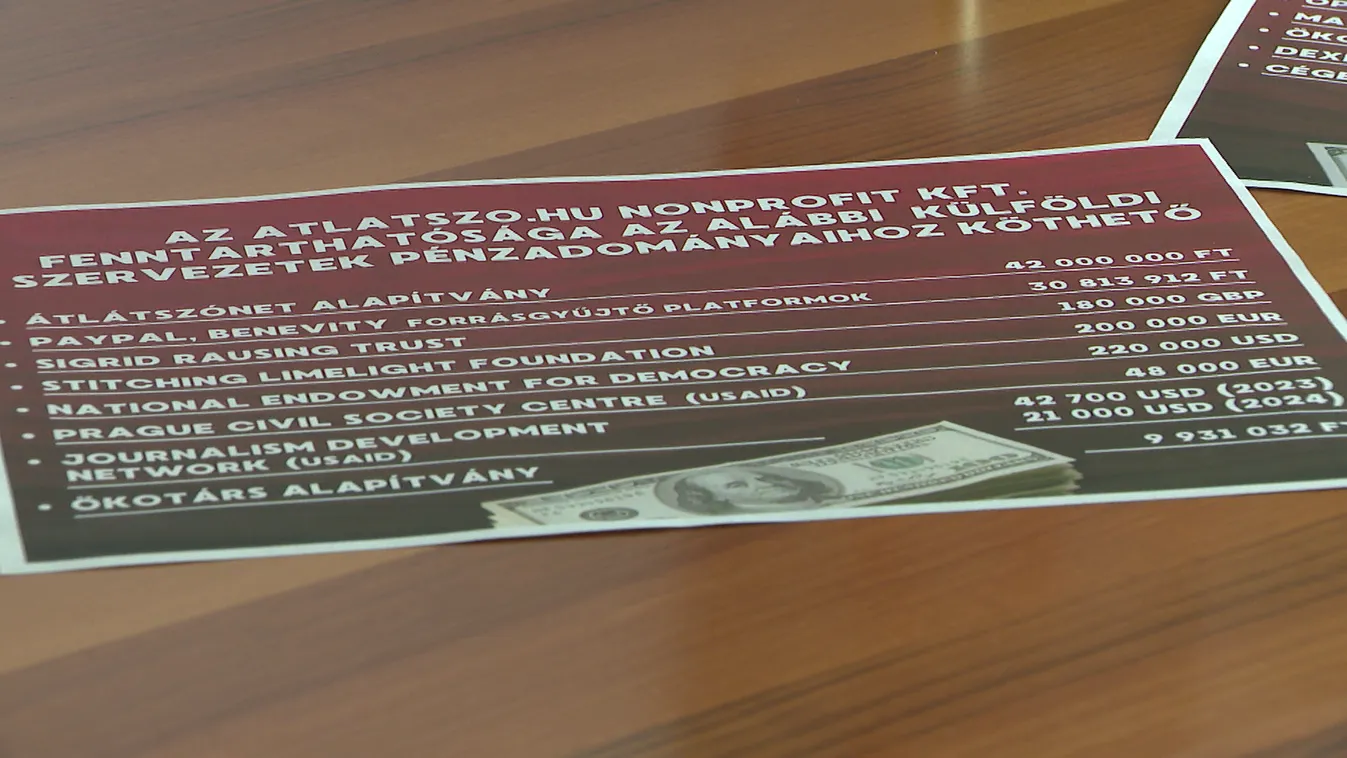 AZ ATLATSZO.HU NONPROFIT KFT.
FENNTARTHATÓSÁGA AZ ALÁBBI KÜLFÖLDI
SZERVEZETEK PÉNZADOMÁNYAIHOZ KÖTHETŐ
• ÁTLÁTSZÓNET ALAPÍTVÁNY 42 000 000 FT
• PAYPAL, BENEVITY FORRÁSGYŰJTŐ PLATFORMOK 30 813 912 FT
• SIGRID RAUSING TRUST 180 000 GBP
• STITCHING LIMELIGHT FOUNDATION 200 000 EUR
• NATIONAL ENDOWMENT FOR DEMOCRACY 220 000 USD
• PRAGUE CIVIL SOCIETY CENTRE (USAID) 48 000 EUR
• JOURNALISM DEVELOPMENT 42 700 USD (2023)
NETWORK (USAID) 21 000 USD (2024)
• ÖKOTÁRS ALAPÍTVÁNY 9 931 032 FT